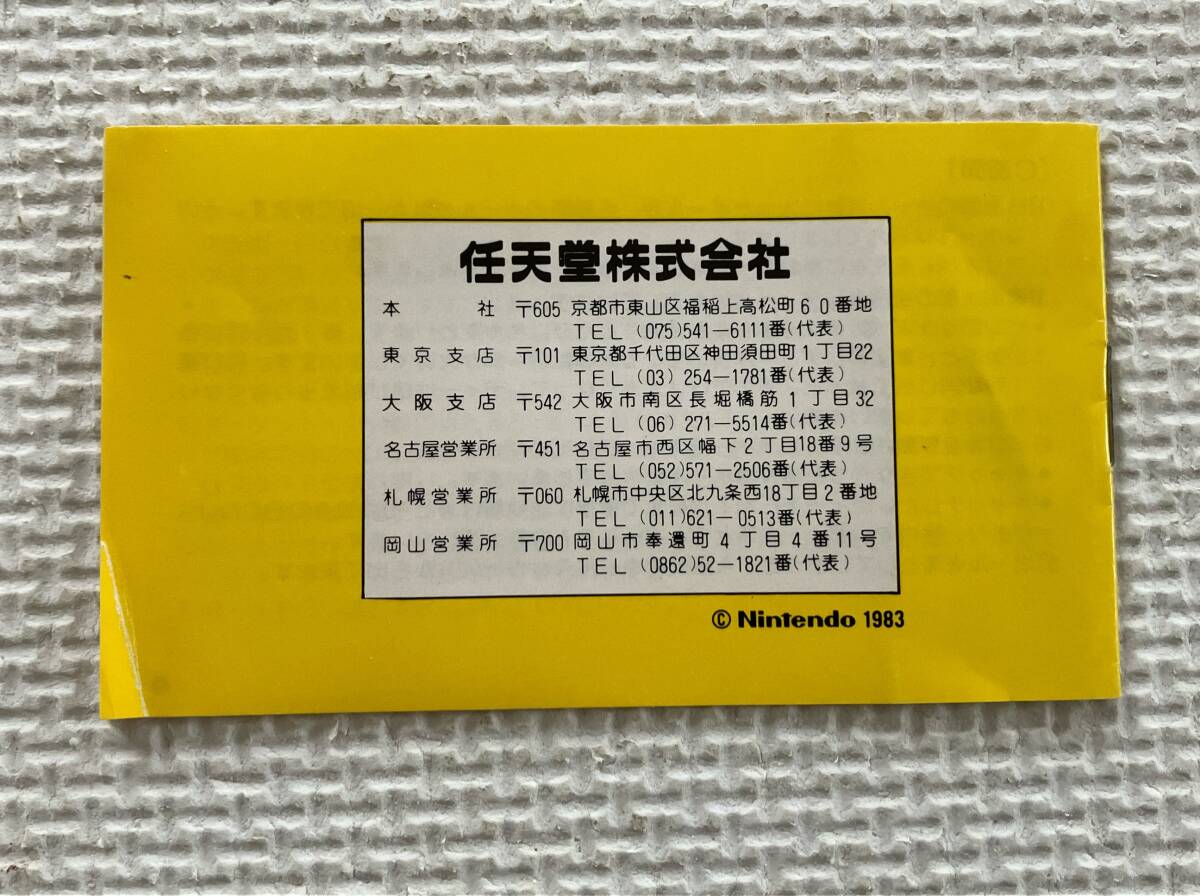 任天堂株式会社
本社 〒605 京都市東山区福稲上高松町60番地
TEL (075)541-6111番(代表)
東京支店 〒101 東京都千代田区神田須田町1丁目22
TEL (03) 254-1781番(代表)
大阪支店 〒542 大阪市南区長堀橋筋1丁目32
TEL (06) 271-5514番(代表)
名古屋営業所 〒451 名古屋市西区幅下2丁目18番9号
TEL (052)571-2506番(代表)
札幌営業所 〒060 札幌市中央区北九条西18丁目2番地
TEL (011)621-0513番(代表)
岡山営業所 〒700 岡山市奉還町4丁目4番11号
TEL (0862)52-1821番(代表)
© Nintendo 1983